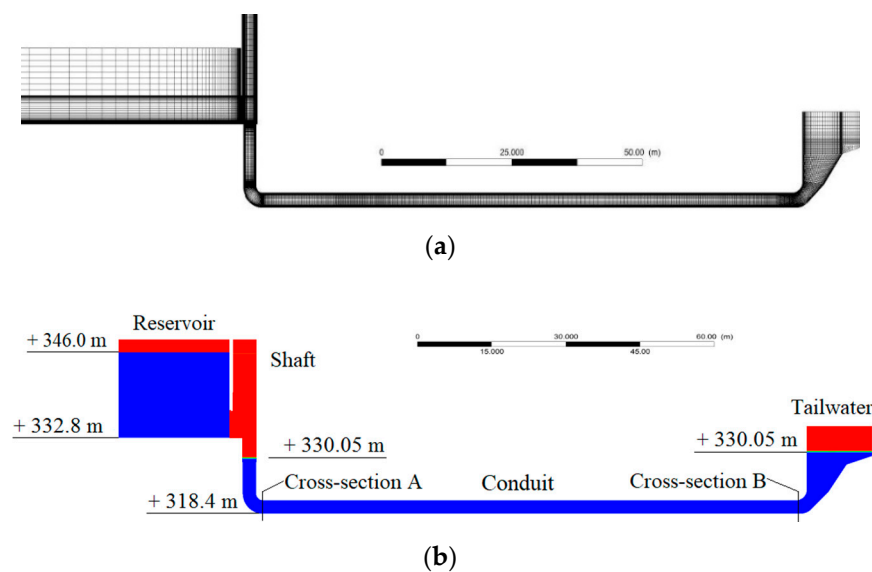 0 25.000 50.00 (m)
(a)
Reservoir
+ 346.0 m
Shaft
0 30.000 60.00 (m)
15.000 45.00
+ 332.8 m
+ 330.05 m
Tailwater
+ 330.05 m
Cross-section A
Conduit
Cross-section B
+ 318.4 m
(b)